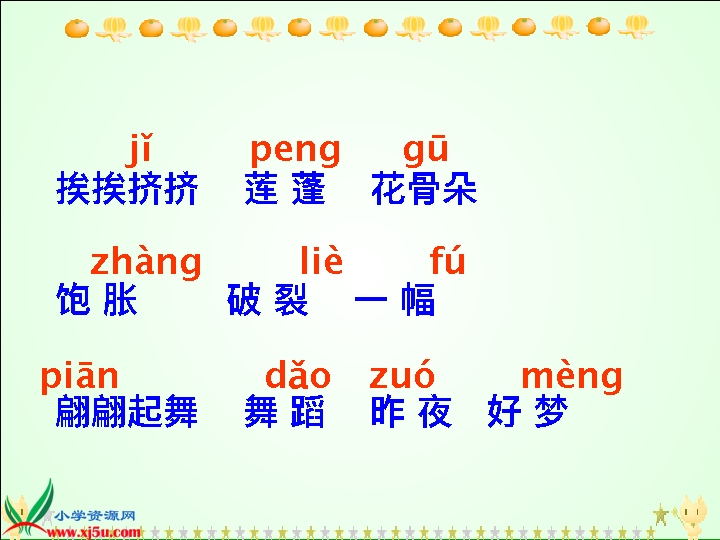 jǐ peng gū
挨挨挤挤 莲 蓬 花骨朵
zhàng liè fú
饱 胀 破 裂 一 幅
piān dǎo zuó mèng
翩翩起舞 舞 蹈 昨 夜 好 梦
小学资源网
www.xj5u.com